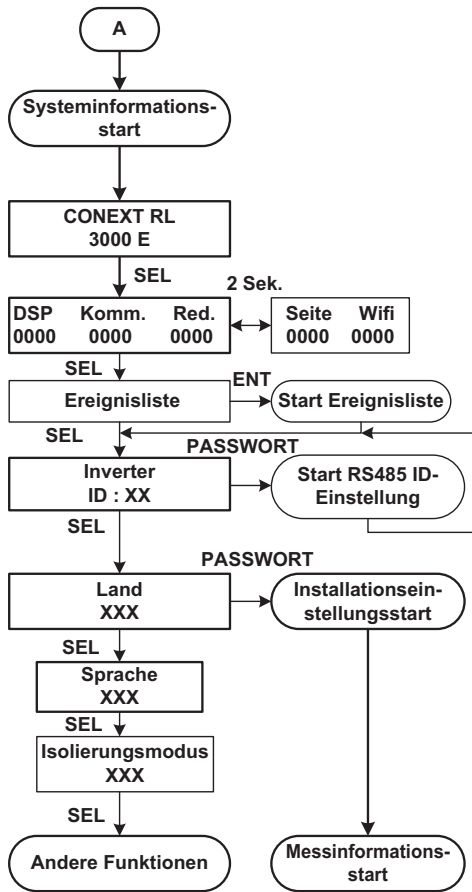 A
Systeminformations-
start
CONEXT RL
3000 E
SEL
2 Sek.
DSP Komm. Red.
0000 0000 0000
Seite Wifi
0000 0000
SEL
ENT
Ereignisliste
Start Ereignisliste
SEL
PASSWORT
Inverter
ID : XX
Start RS485 ID-
Einstellung
SEL
PASSWORT
Land
XXX
Installationsein-
stellungsstart
SEL
Sprache
XXX
SEL
Isolierungsmodus
XXX
SEL
Andere Funktionen
Messinformations-
start